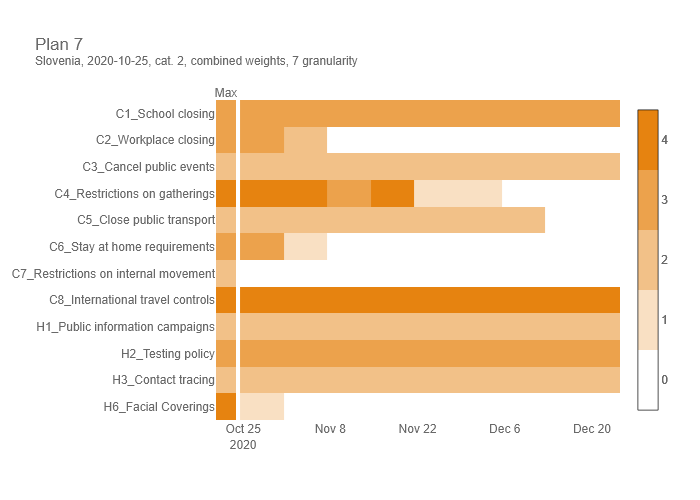 Plan 7
Slovenia, 2020-10-25, cat. 2, combined weights, 7 granularity
Max
C1_School closing
C2_Workplace closing
C3_Cancel public events
C4_Restrictions on gatherings
C5_Close public transport
C6_Stay at home requirements
C7_Restrictions on internal movement
C8_International travel controls
H1_Public information campaigns
H2_Testing policy
H3_Contact tracing
H6_Facial Coverings
Oct 25 Nov 8 Nov 22 Dec 6 Dec 20
2020
4
3
2
1
0